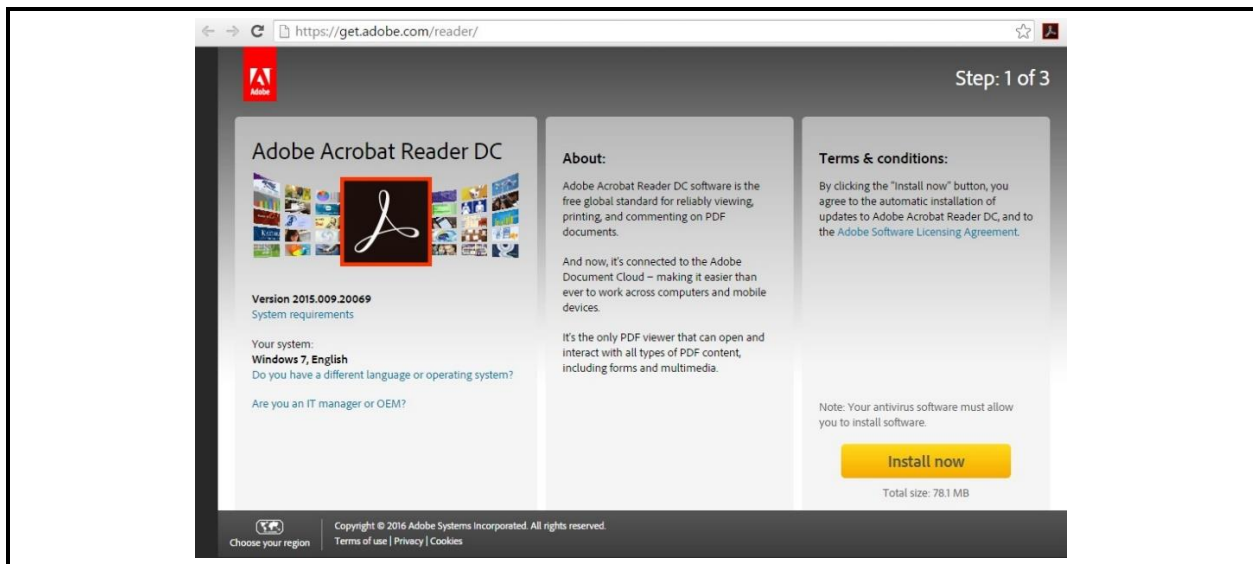 https://get.adobe.com/reader/
Adobe
Step: 1 of 3
Adobe Acrobat Reader DC
Version 2015.009.20069
System requirements
Your system:
Windows 7, English
Do you have a different language or operating system?
Are you an IT manager or OEM?
About:
Adobe Acrobat Reader DC software is the
free global standard for reliably viewing,
printing, and commenting on PDF
documents.
And now, it's connected to the Adobe
Document Cloud – making it easier than
ever to work across computers and mobile
devices.
It's the only PDF viewer that can open and
interact with all types of PDF content,
including forms and multimedia.
Terms & conditions:
By clicking the "Install now" button, you
agree to the automatic installation of
updates to Adobe Acrobat Reader DC, and to
the Adobe Software Licensing Agreement.
Note: Your antivirus software must allow
you to install software.
Install now
Total size: 78.1 MB
Choose your region
Copyright © 2016 Adobe Systems Incorporated. All rights reserved.
Terms of use | Privacy | Cookies